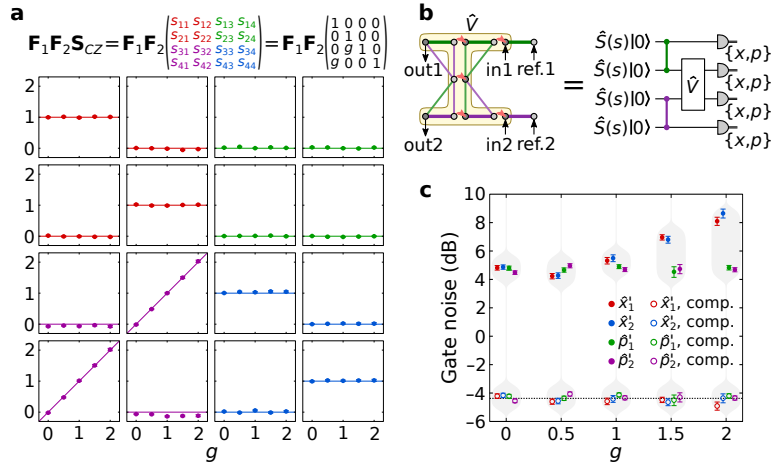 a
F₁F₂S_CZ = F₁F₂ (s₁₁ s₁₂ s₁₃ s₁₄ = F₁F₂ (1 0 0 0
s₂₁ s₂₂ s₂₃ s₂₄ 0 1 0 0
s₃₁ s₃₂ s₃₃ s₃₄ 0 g 1 0
s₄₁ s₄₂ s₄₃ s₄₄) g 0 0 1)
2
1
0
2
1
0
2
1
0
2
1
0
0 1 2 0 1 2 0 1 2 0 1 2
g
b
V̂
out1 in1 ref.1
out2 in2 ref.2
=
Ŝ(s)|0⟩ {x,p}
Ŝ(s)|0⟩ {x,p}
Ŝ(s)|0⟩ {x,p}
Ŝ(s)|0⟩ {x,p}
V̂
c
Gate noise (dB)
10
8
6
4
2
0
−2
−4
−6
x̂₁' x̂₁', comp.
x̂₂' x̂₂', comp.
p̂₁' p̂₁', comp.
p̂₂' p̂₂', comp.
0 0.5 1 1.5 2
g